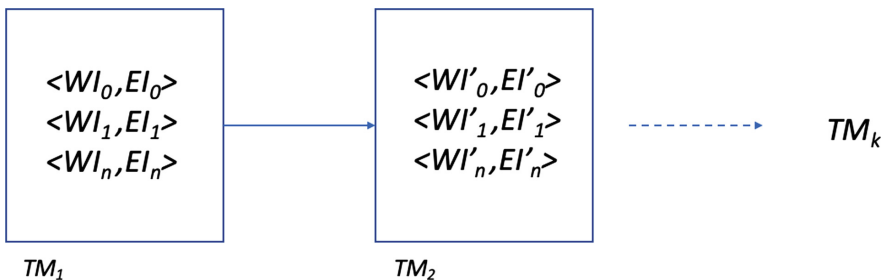 <WI₀,EI₀>
<WI₁,EI₁>
<WIₙ,EIₙ>
TM₁
<WI’₀,EI’₀>
<WI’₁,EI’₁>
<WI’ₙ,EI’ₙ>
TM₂
TMₖ